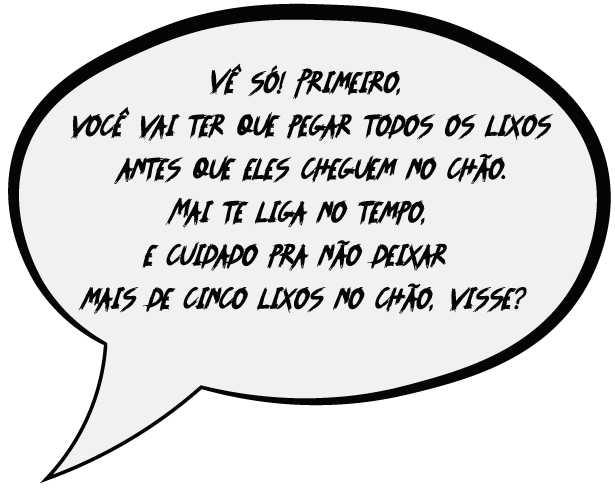 VÊ SÓ! PRIMEIRO,
VOCÊ VAI TER QUE PEGAR TODOS OS LIXOS
ANTES QUE ELES CHEGUEM NO CHÃO.
MAI TE LIGA NO TEMPO,
E CUIDADO PRA NÃO DEIXAR
MAIS DE CINCO LIXOS NO CHÃO, VISSE?